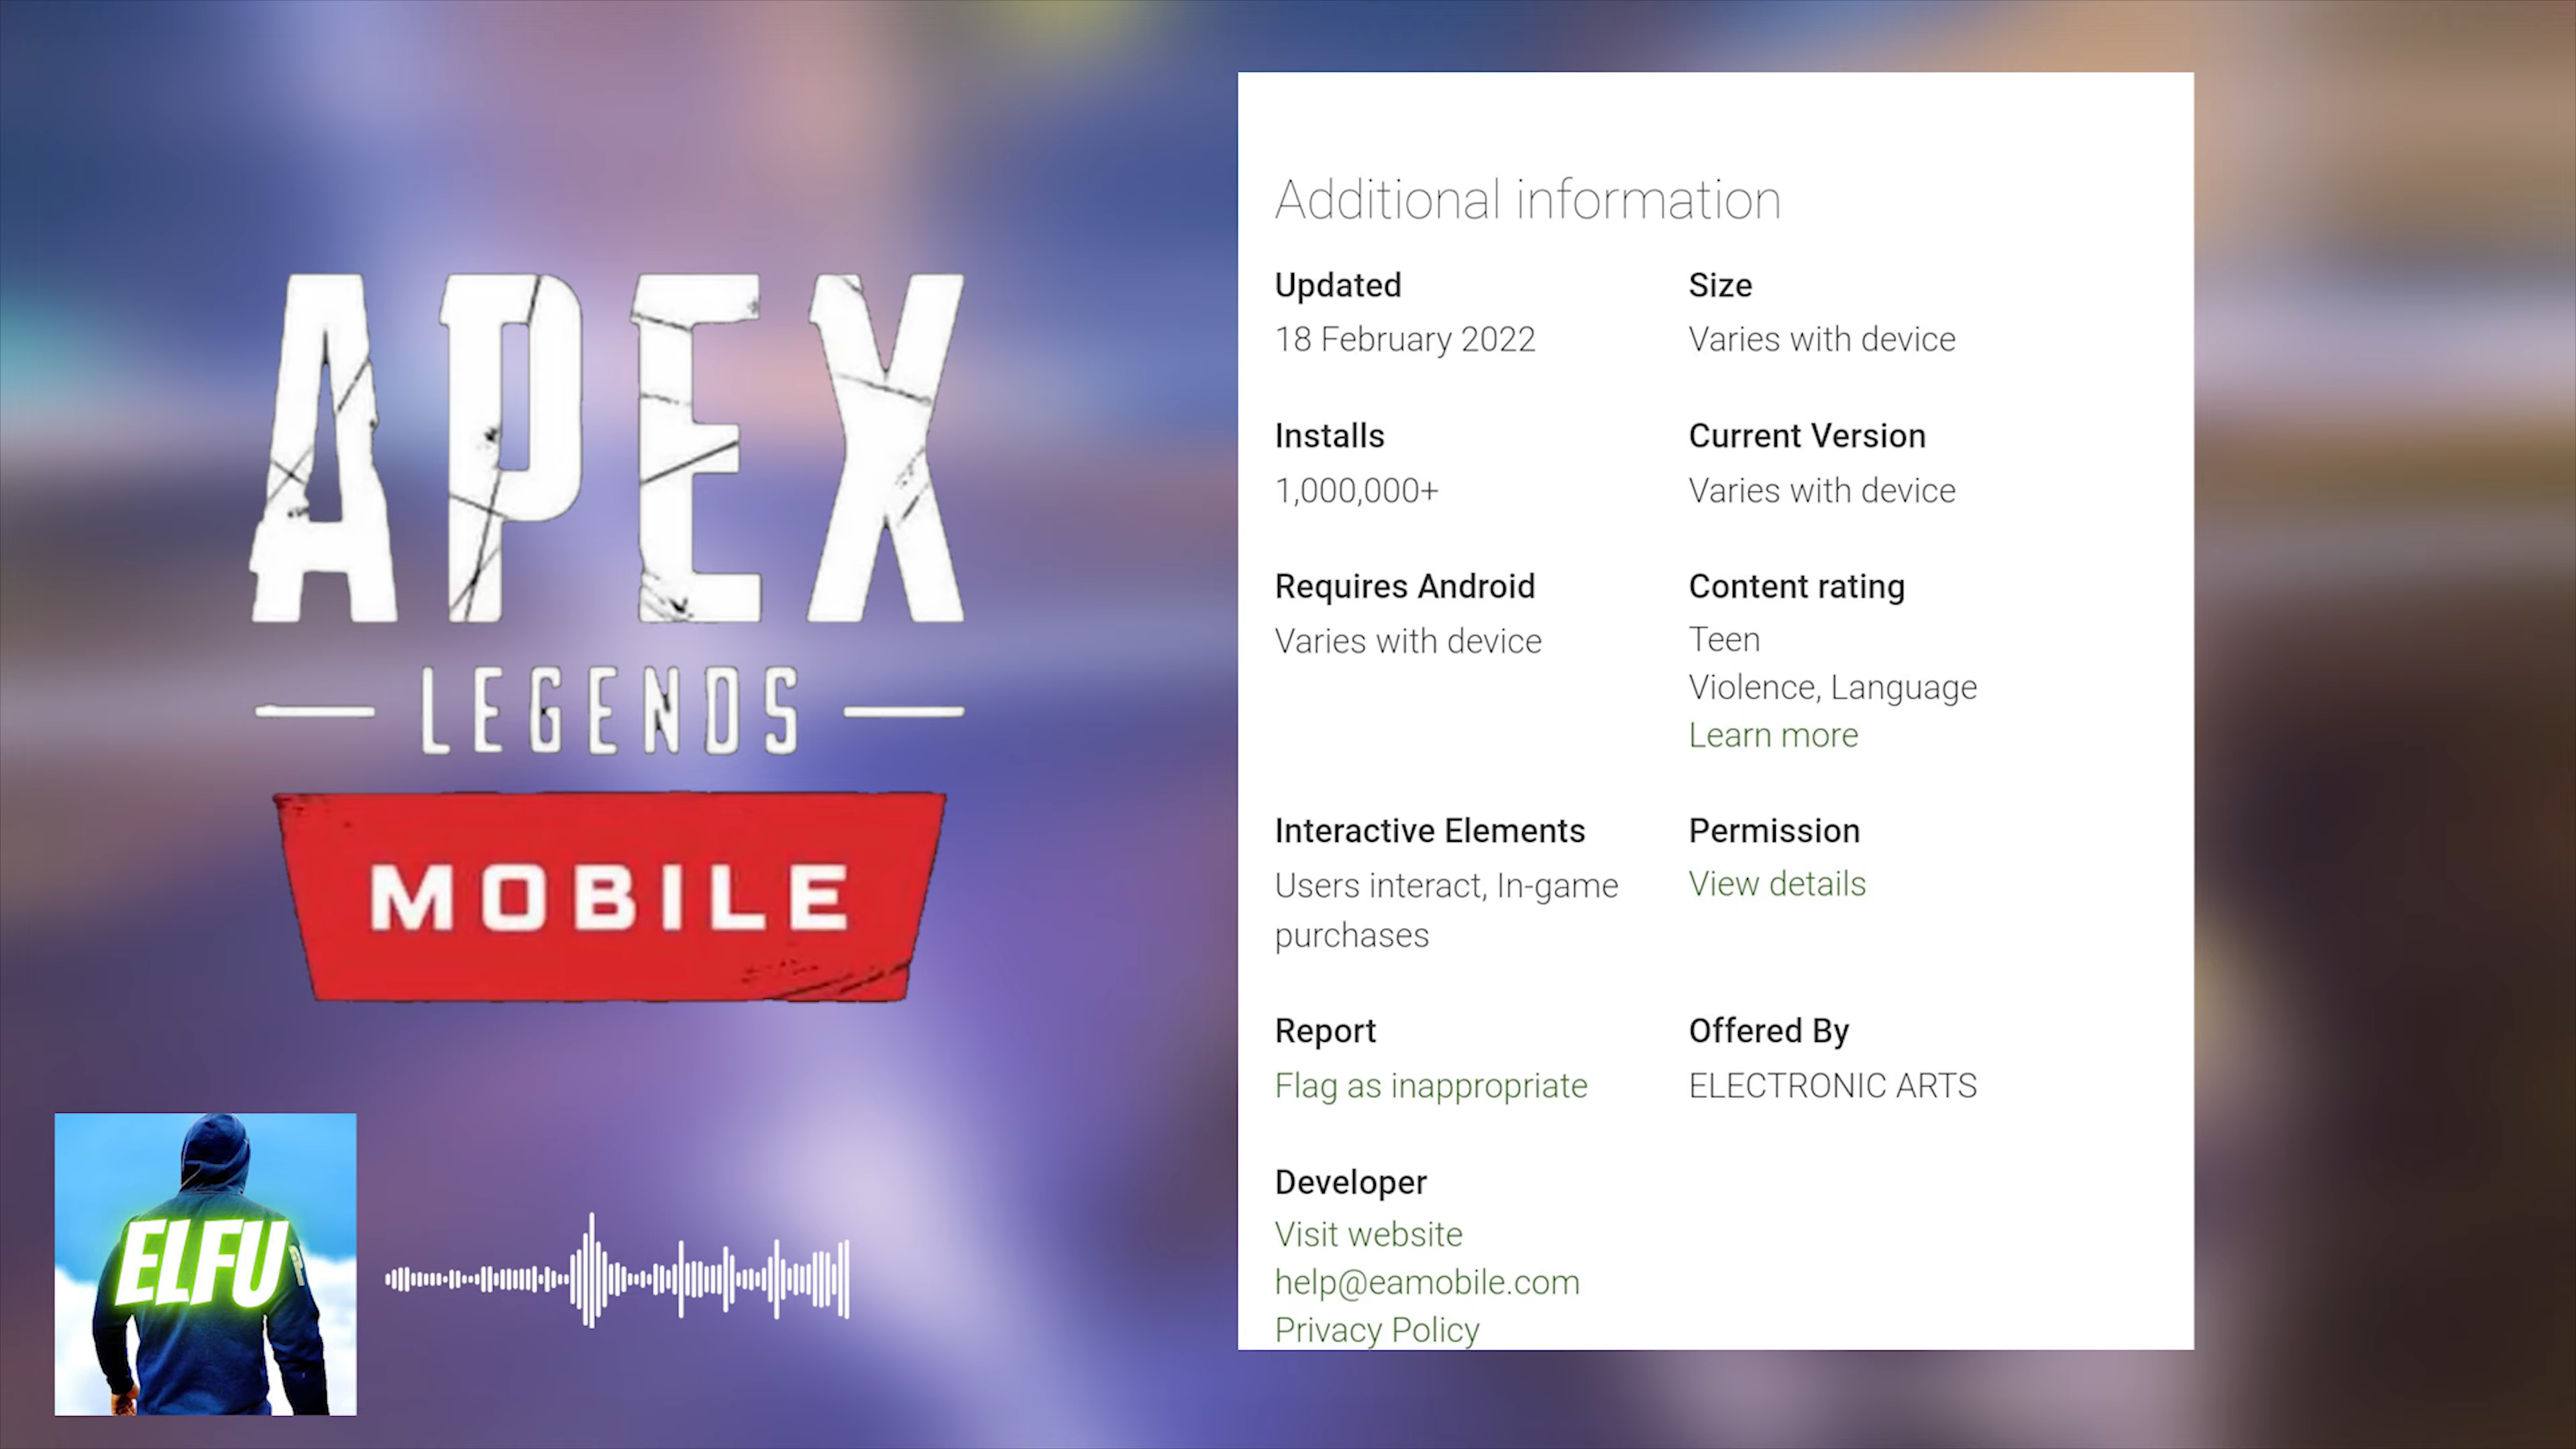 APEX
LEGENDS
MOBILE
ELFU
Additional information
Updated
18 February 2022
Size
Varies with device
Installs
1,000,000+
Current Version
Varies with device
Requires Android
Varies with device
Content rating
Teen
Violence, Language
Learn more
Interactive Elements
Users interact, In-game
purchases
Permission
View details
Report
Flag as inappropriate
Offered By
ELECTRONIC ARTS
Developer
Visit website
help@eamobile.com
Privacy Policy